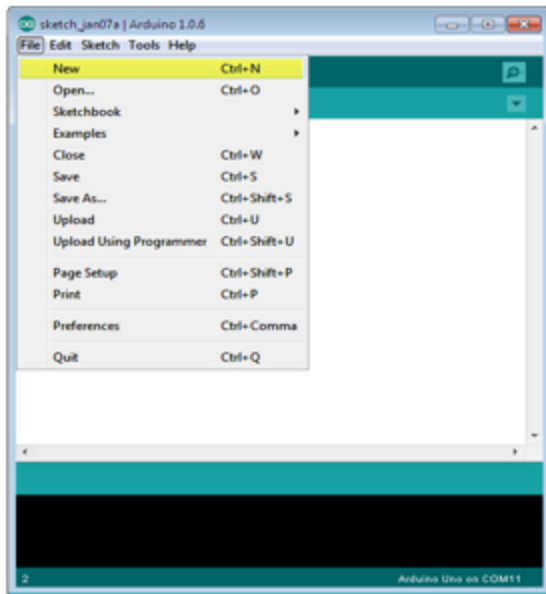 sketch_jan07a | Arduino 1.0.6
File Edit Sketch Tools Help
New Ctrl+N
Open... Ctrl+O
Sketchbook
Examples
Close Ctrl+W
Save Ctrl+S
Save As... Ctrl+Shift+S
Upload Ctrl+U
Upload Using Programmer Ctrl+Shift+U
Page Setup Ctrl+Shift+P
Print Ctrl+P
Preferences Ctrl+Comma
Quit Ctrl+Q
2 Arduino Uno on COM11